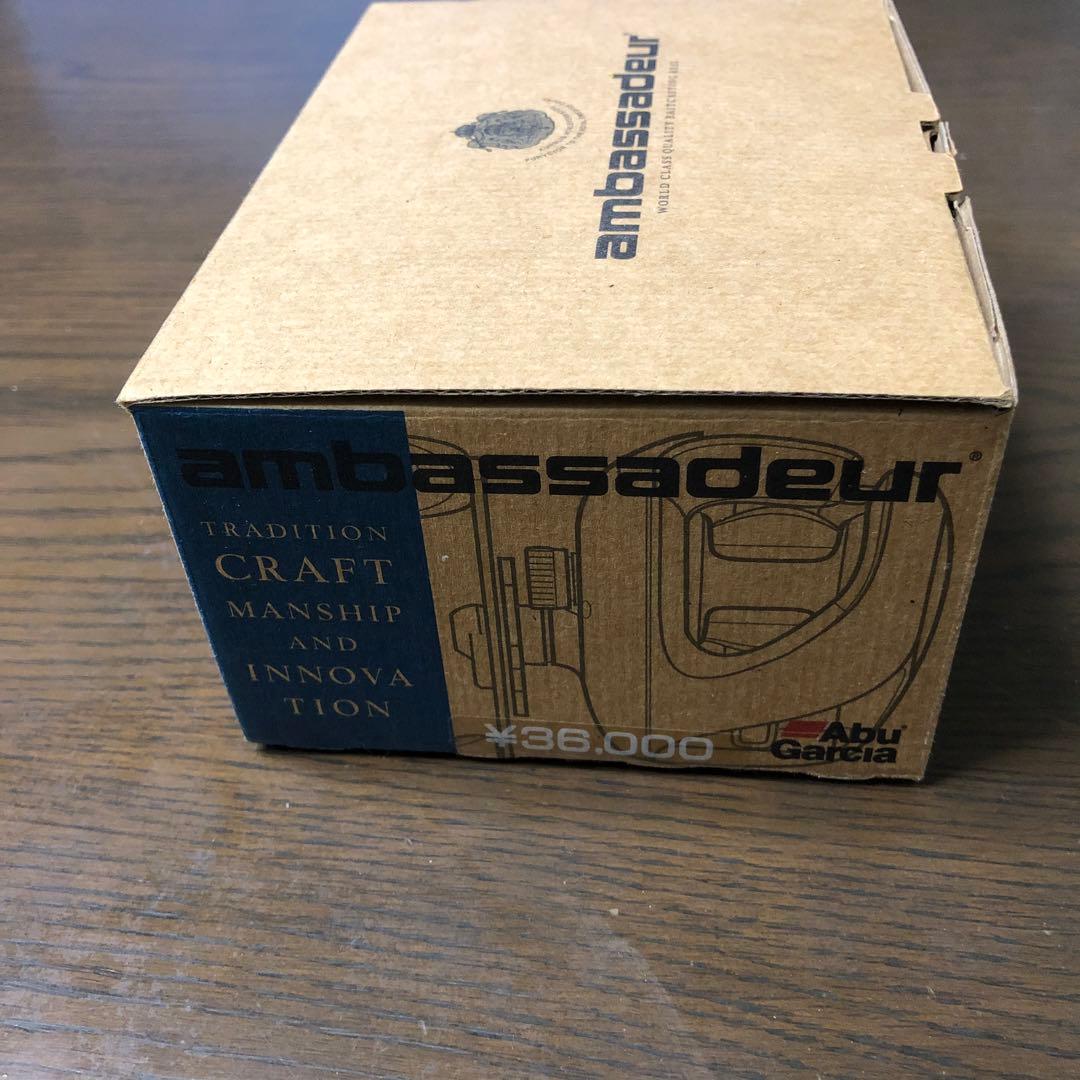 ambassadeur
WORLD CLASS QUALITY BAITCASTING REEL
ambassadeur®
TRADITION
CRAFT
MANSHIP
AND
INNOVA
TION
¥36.000
Abu
Garcia